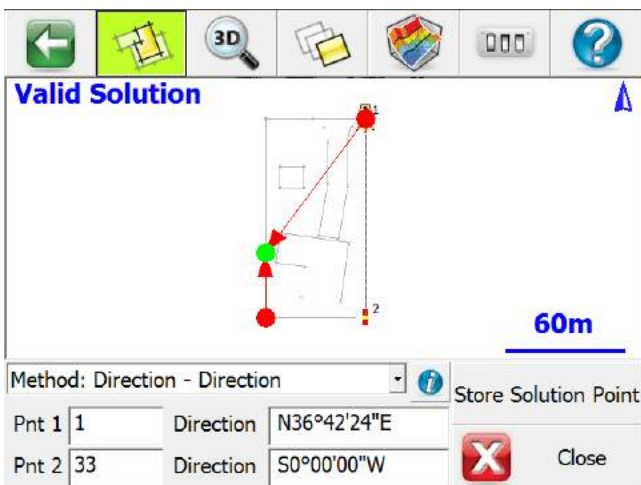 3D
Valid Solution
1
2
60m
Method: Direction - Direction
Store Solution Point
Pnt 1 1 Direction N36°42'24"E
Pnt 2 33 Direction S0°00'00"W
Close